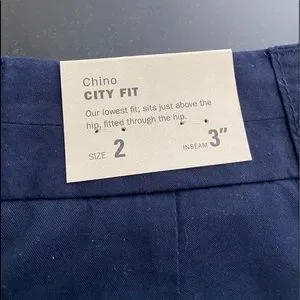 Chino
CITY FIT
Our lowest fit; sits just above the
hip, fitted through the hip.
SIZE 2 INSEAM 3"